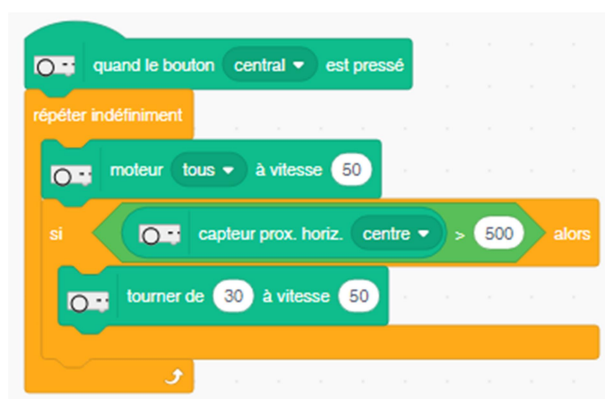 quand le bouton central est pressé
répéter indéfiniment
moteur tous à vitesse 50
si capteur prox. horiz. centre > 500 alors
tourner de 30 à vitesse 50